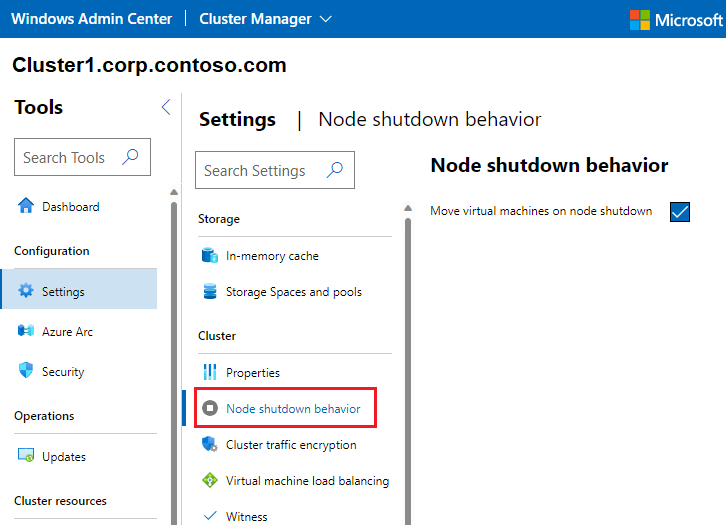 Windows Admin Center
Cluster Manager
Microsoft
Cluster1.corp.contoso.com
Tools
Search Tools
Dashboard
Configuration
Settings
Azure Arc
Security
Operations
Updates
Cluster resources
Settings | Node shutdown behavior
Search Settings
Storage
In-memory cache
Storage Spaces and pools
Cluster
Properties
Node shutdown behavior
Cluster traffic encryption
Virtual machine load balancing
Witness
Node shutdown behavior
Move virtual machines on node shutdown